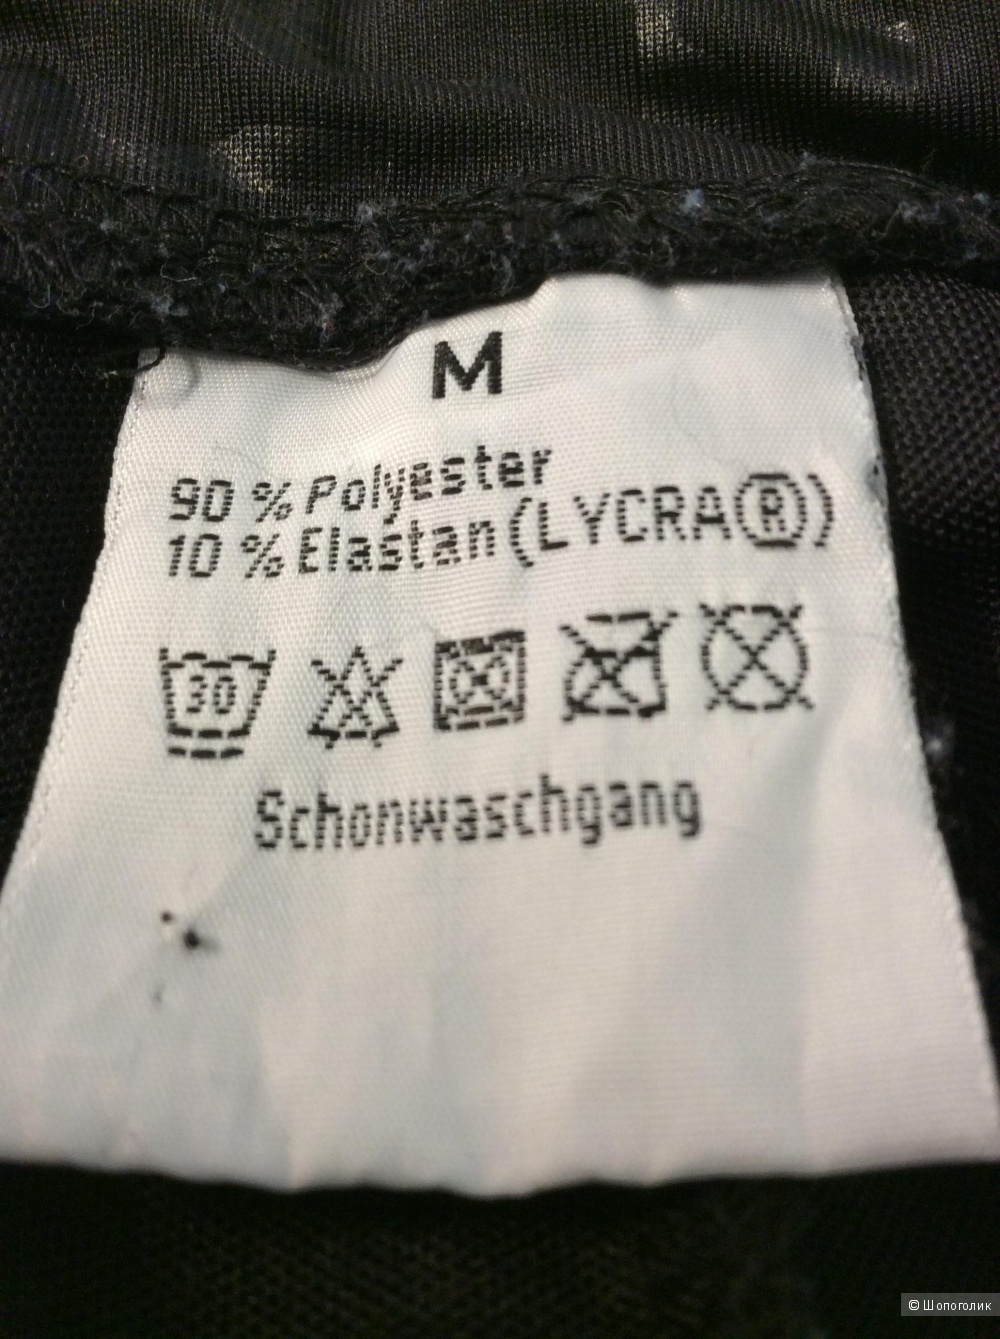 M
90 % Polyester
10 % Elastan (LYCRA®)
30
Schonwaschgang
© Шопоголик